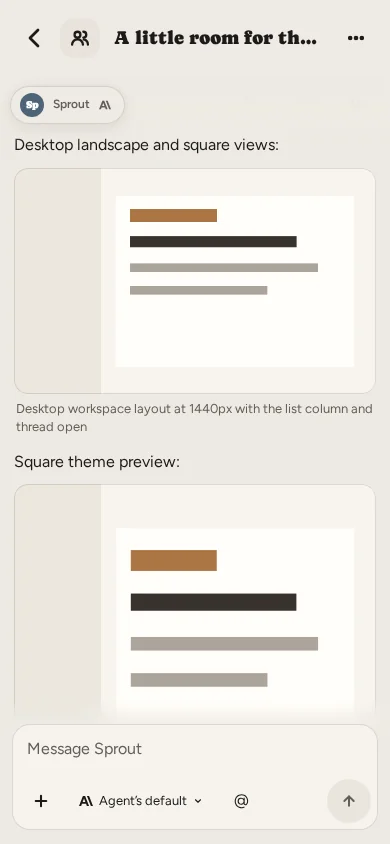 A little room for th...
Sp Sprout
Desktop landscape and square views:
Desktop workspace layout at 1440px with the list column and
thread open
Square theme preview:
Message Sprout
Agent’s default
@